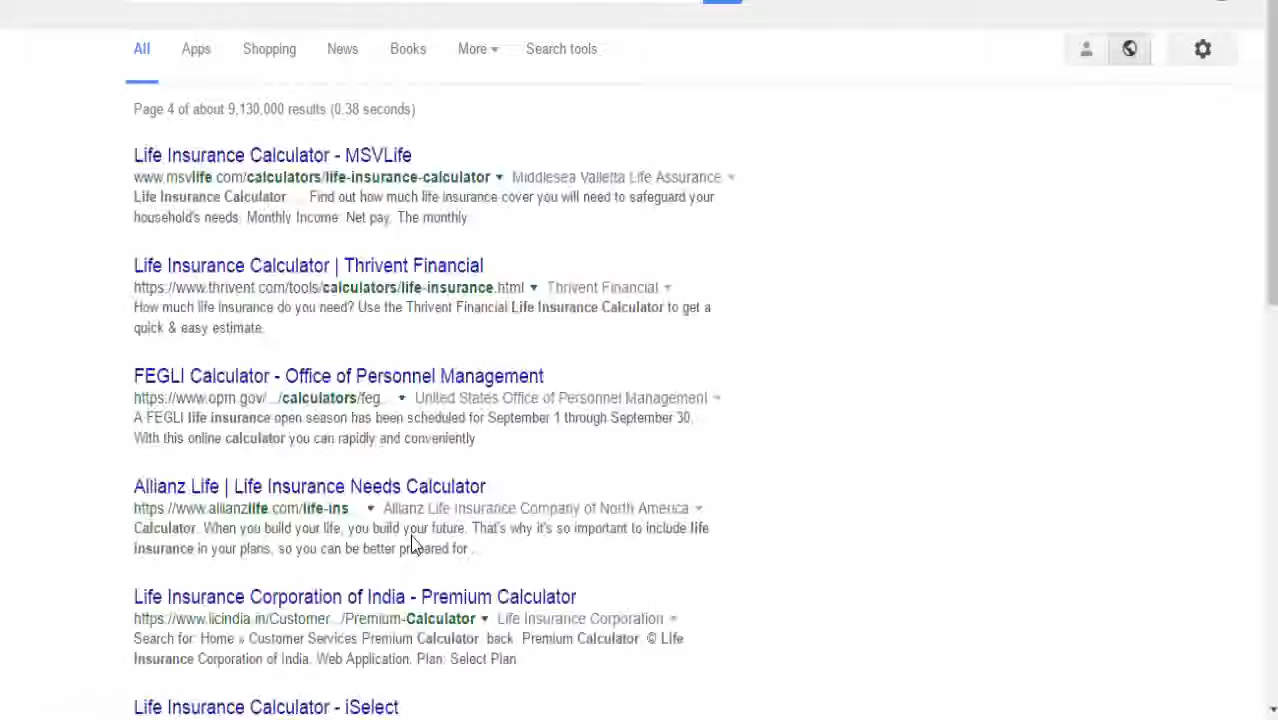 All Apps Shopping News Books More Search tools
Page 4 of about 9,130,000 results (0.38 seconds)
Life Insurance Calculator - MSVLife
www.msvlife.com/calculators/life-insurance-calculator Middlesea Valletta Life Assurance
Life Insurance Calculator ... Find out how much life insurance cover you will need to safeguard your
household's needs. Monthly Income. Net pay. The monthly
Life Insurance Calculator | Thrivent Financial
https://www.thrivent.com/tools/calculators/life-insurance.html Thrivent Financial
How much life insurance do you need? Use the Thrivent Financial Life Insurance Calculator to get a
quick & easy estimate.
FEGLI Calculator - Office of Personnel Management
https://www.opm.gov/.../calculators/feg... United States Office of Personnel Management
A FEGLI life insurance open season has been scheduled for September 1 through September 30.
With this online calculator you can rapidly and conveniently
Allianz Life | Life Insurance Needs Calculator
https://www.allianzlife.com/life-ins... Allianz Life Insurance Company of North America
Calculator. When you build your life, you build your future. That's why it's so important to include life
insurance in your plans, so you can be better prepared for ...
Life Insurance Corporation of India - Premium Calculator
https://www.licindia.in/Customer.../Premium-Calculator Life Insurance Corporation
Search for: Home » Customer Services Premium Calculator. back. Premium Calculator. © Life
Insurance Corporation of India. Web Application. Plan: Select Plan
Life Insurance Calculator - iSelect